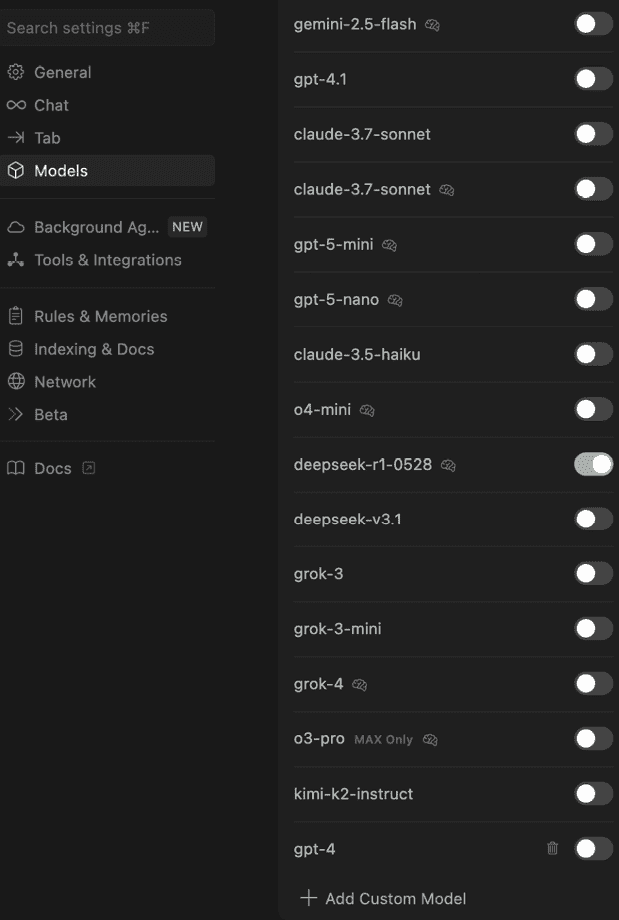 Search settings ⌘F
General
Chat
Tab
Models
Background Ag... NEW
Tools & Integrations
Rules & Memories
Indexing & Docs
Network
Beta
Docs
gemini-2.5-flash
gpt-4.1
claude-3.7-sonnet
claude-3.7-sonnet
gpt-5-mini
gpt-5-nano
claude-3.5-haiku
o4-mini
deepseek-r1-0528
deepseek-v3.1
grok-3
grok-3-mini
grok-4
o3-pro MAX Only
kimi-k2-instruct
gpt-4
Add Custom Model